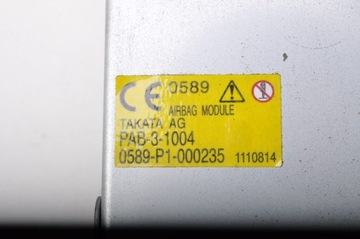 CE 0589
AIRBAG MODULE
TAKATA AG
PAB-3-1004
0589-P1-000235 1110814